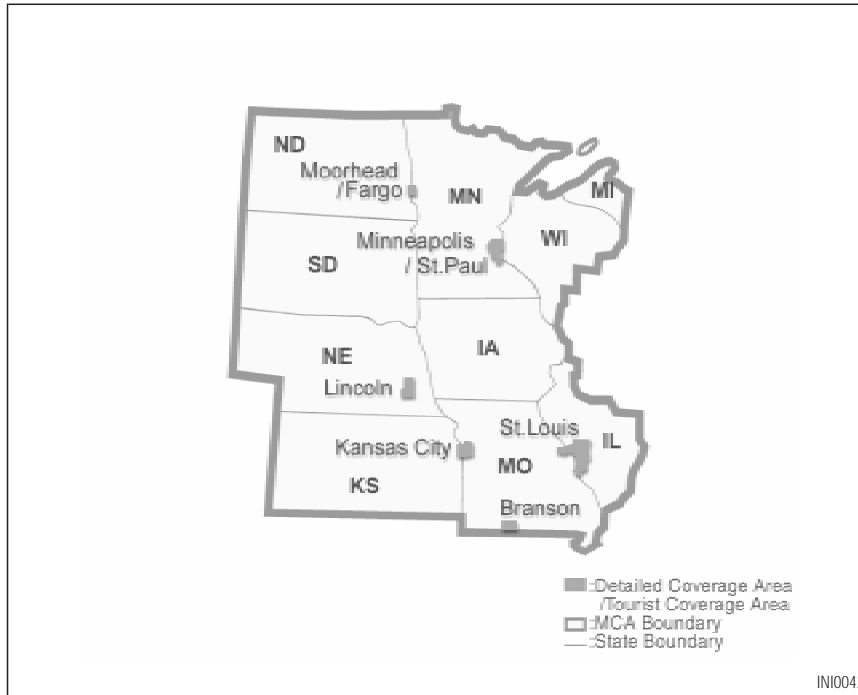 ND
Moorhead
/Fargo
MN
MI
WI
Minneapolis
/ St.Paul
SD
NE
IA
Lincoln
St.Louis
IL
Kansas City
MO
KS
Branson
:Detailed Coverage Area
/Tourist Coverage Area
:MCA Boundary
:State Boundary
INI004